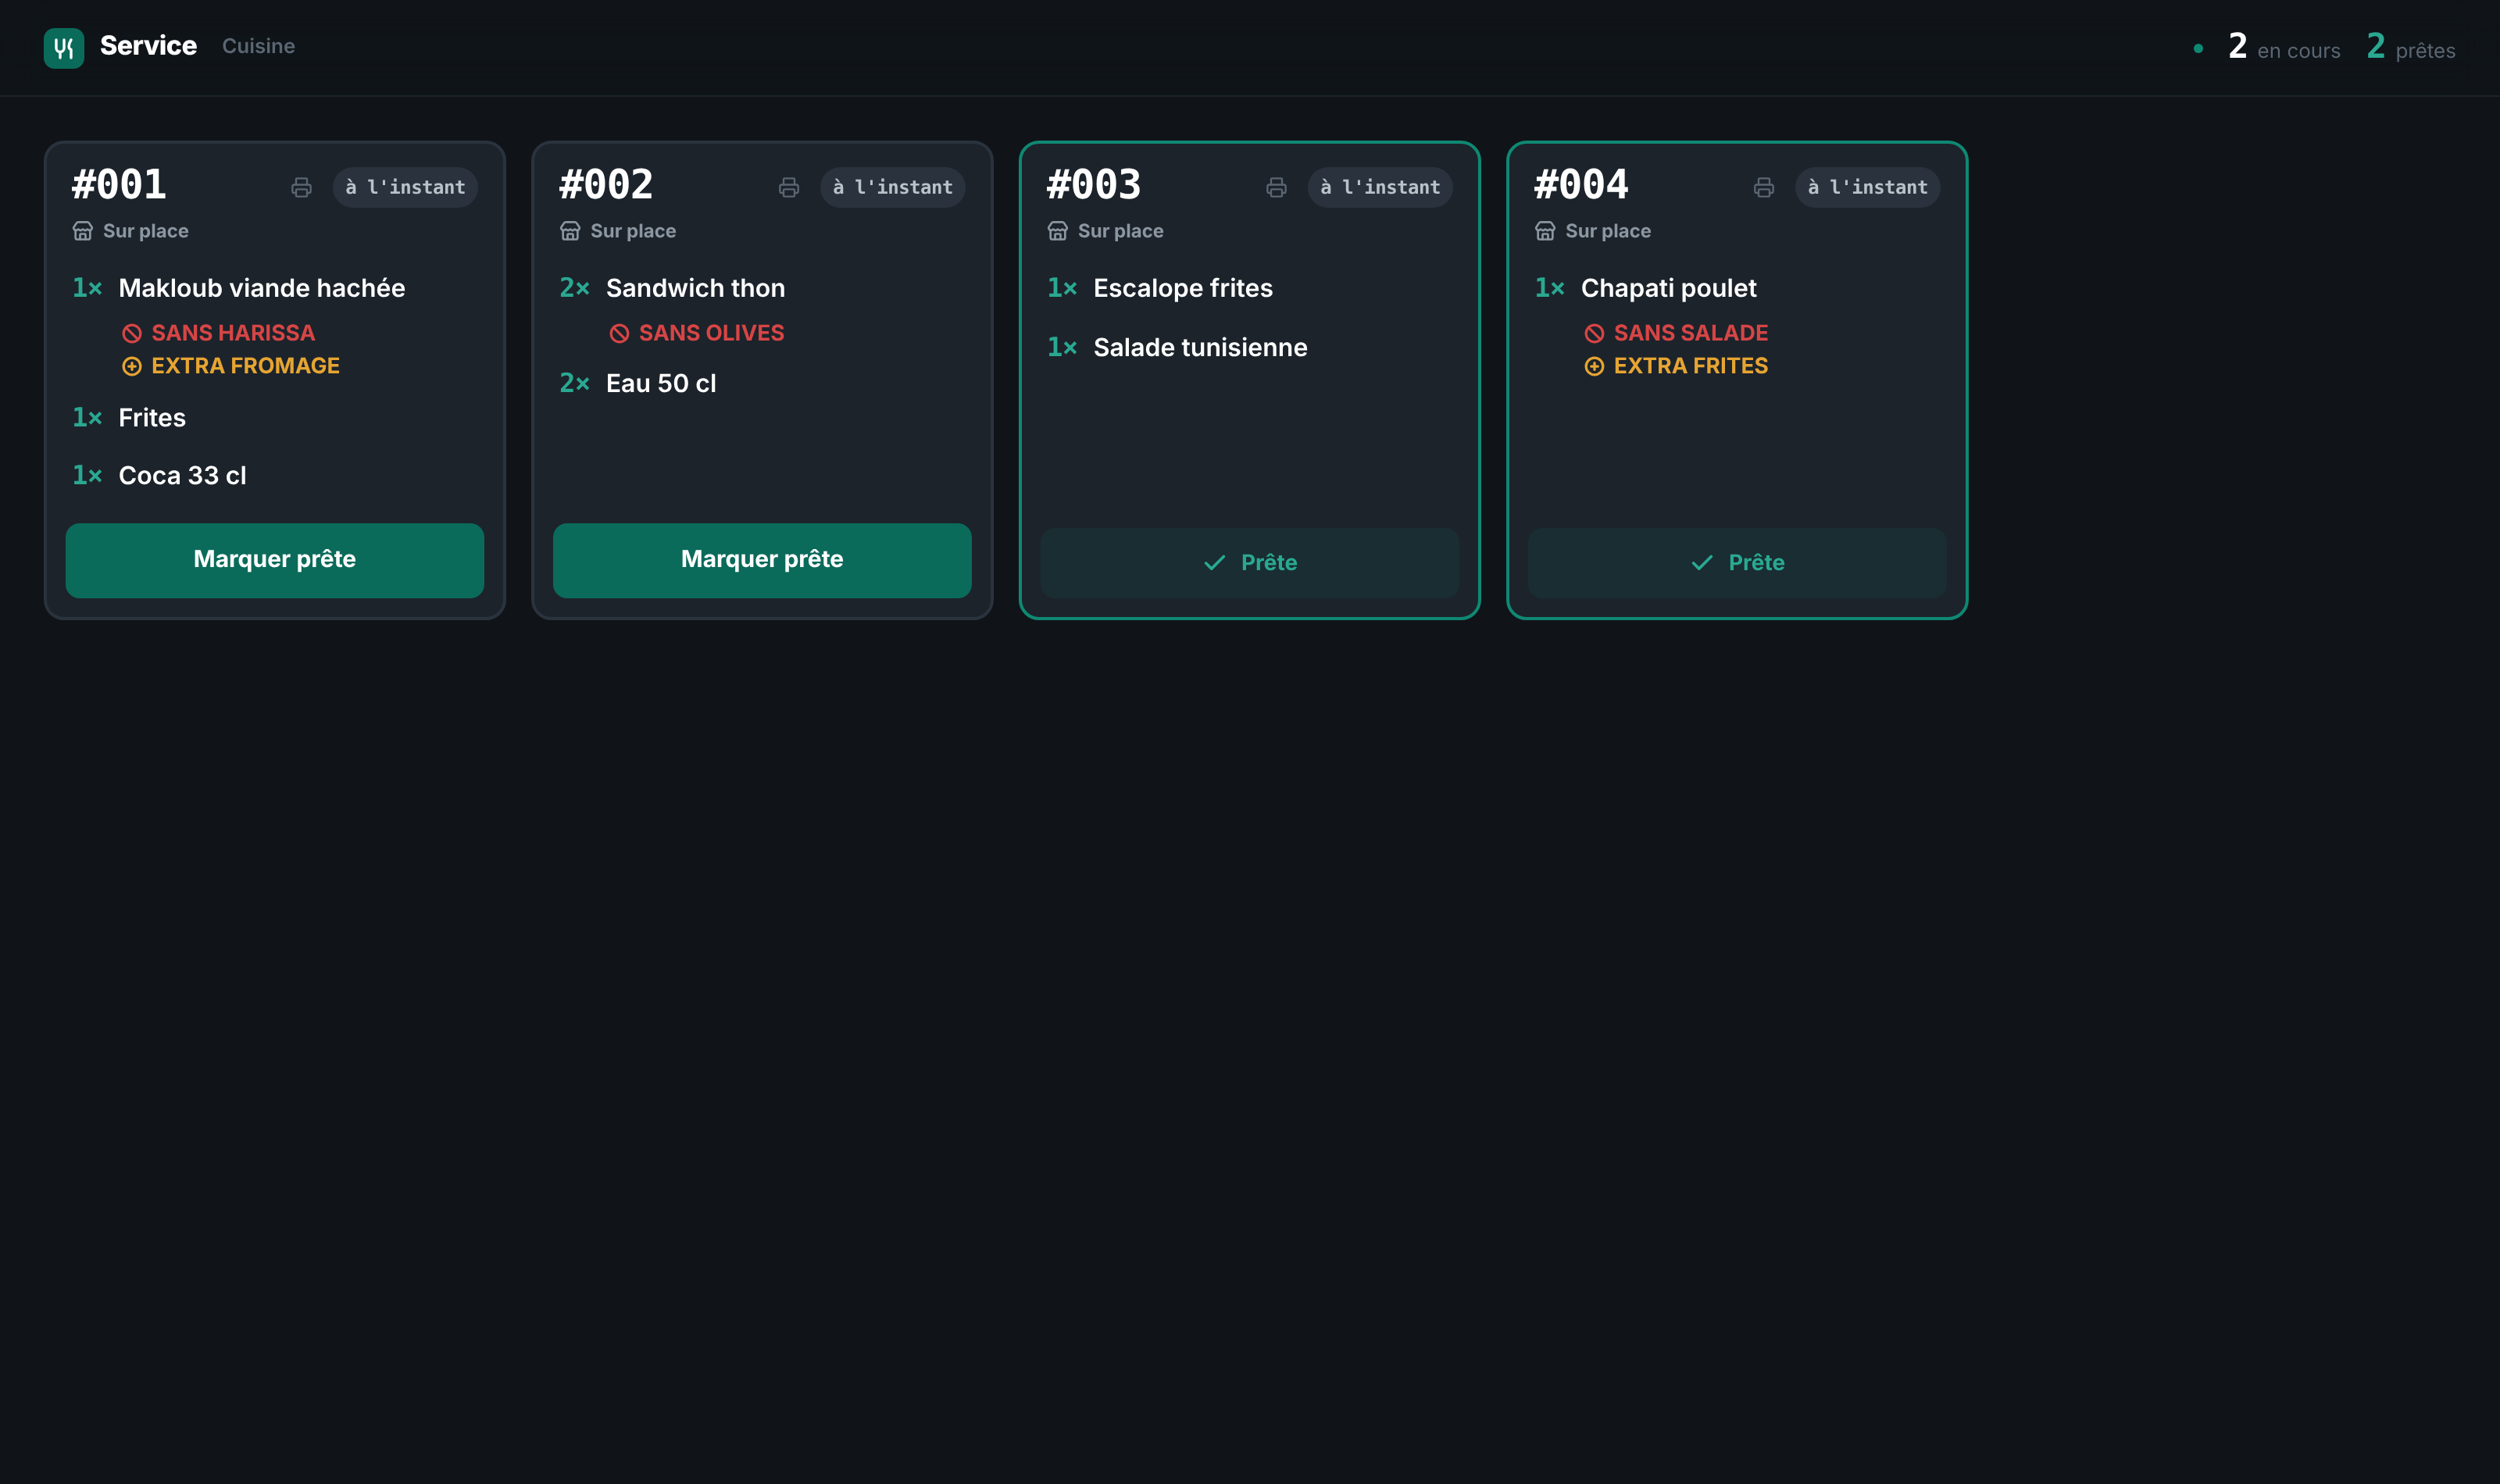 Service Cuisine
2 en cours 2 prêtes
#001 à l'instant
Sur place
1× Makloub viande hachée
SANS HARISSA
EXTRA FROMAGE
1× Frites
1× Coca 33 cl
Marquer prête
#002 à l'instant
Sur place
2× Sandwich thon
SANS OLIVES
2× Eau 50 cl
Marquer prête
#003 à l'instant
Sur place
1× Escalope frites
1× Salade tunisienne
Prête
#004 à l'instant
Sur place
1× Chapati poulet
SANS SALADE
EXTRA FRITES
Prête